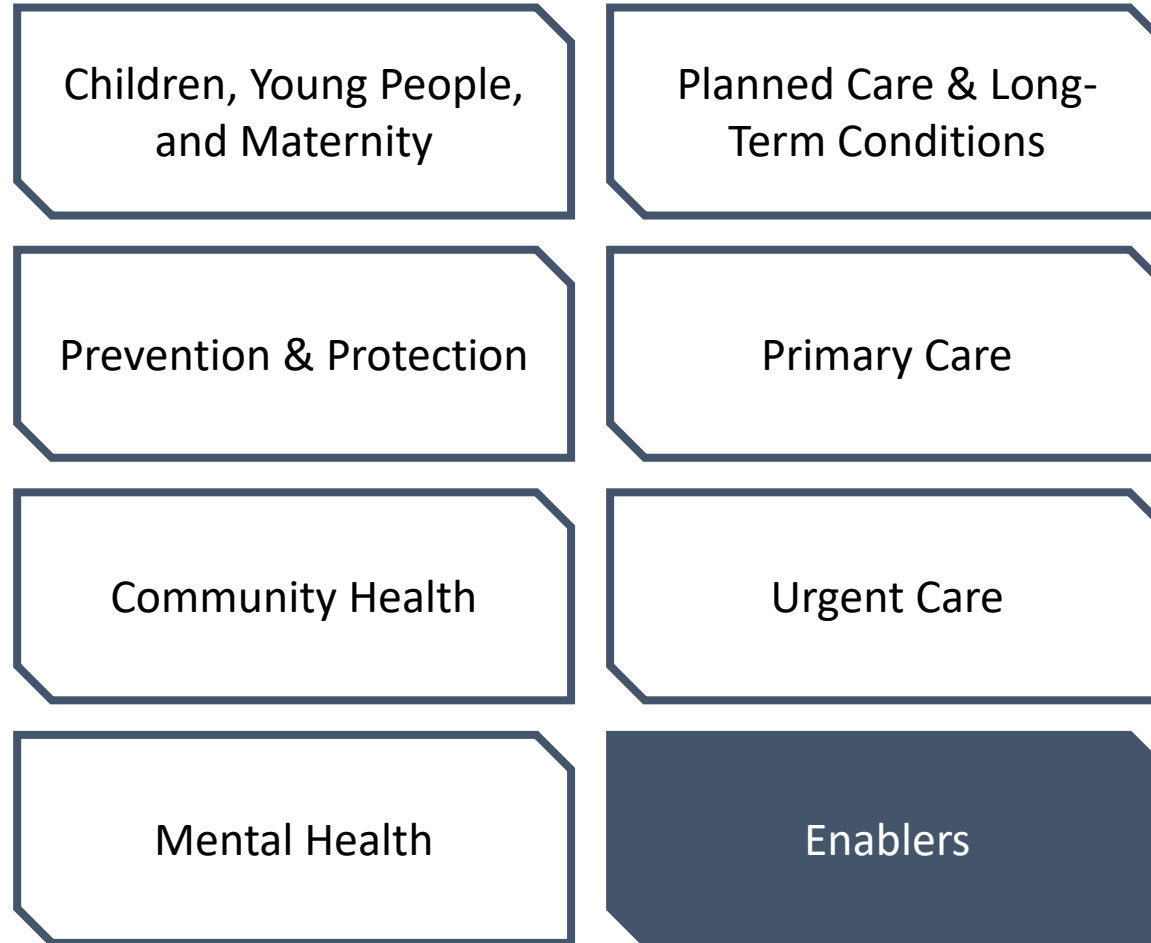 Children, Young People,
and Maternity
Planned Care & Long-
Term Conditions
Prevention & Protection
Primary Care
Community Health
Urgent Care
Mental Health
Enablers